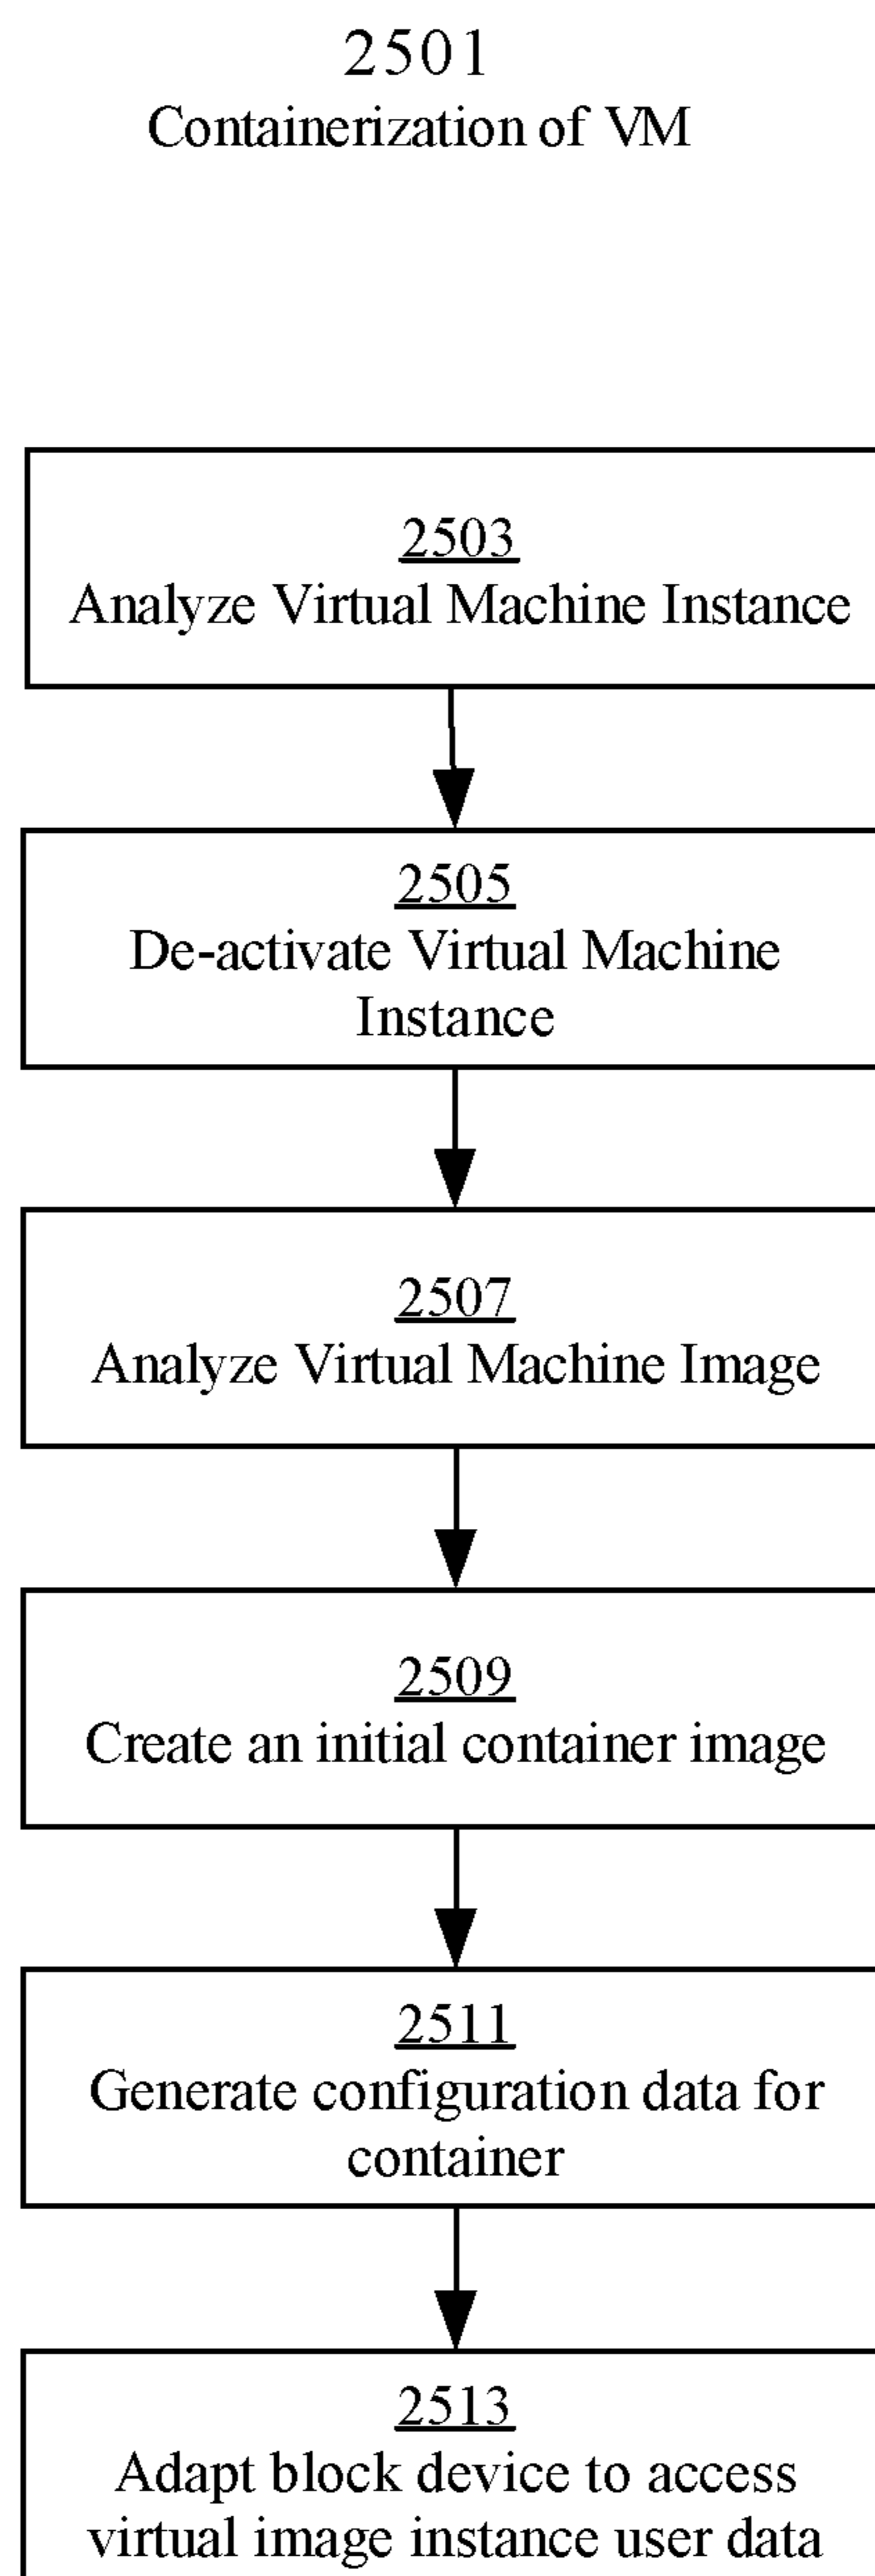 2501
Containerization of VM
2503
Analyze Virtual Machine Instance
2505
De-activate Virtual Machine
Instance
2507
Analyze Virtual Machine Image
2509
Create an initial container image
2511
Generate configuration data for
container
2513
Adapt block device to access
virtual image instance user data